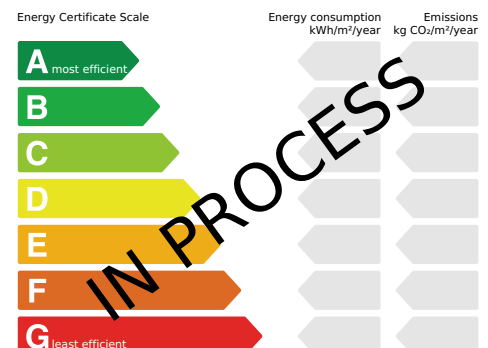 Energy Certificate Scale
Energy consumption
kWh/m²/year
Emissions
kg CO₂/m²/year
A most efficient
B
C
D
E
F
G least efficient
IN PROCESS